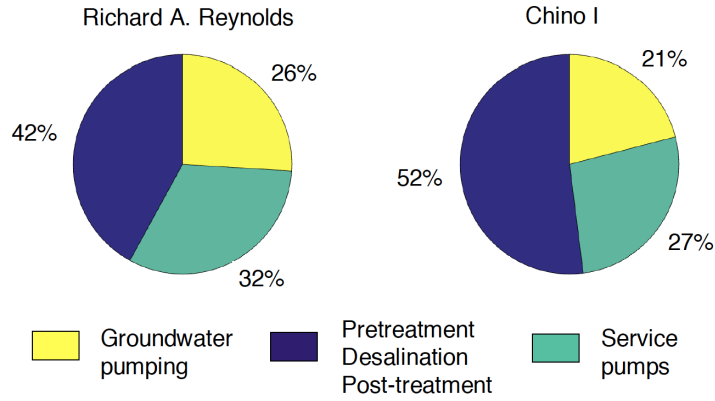 Richard A. Reynolds
Chino I
26%
42%
32%
21%
52%
27%
Groundwater
pumping
Pretreatment
Desalination
Post-treatment
Service
pumps